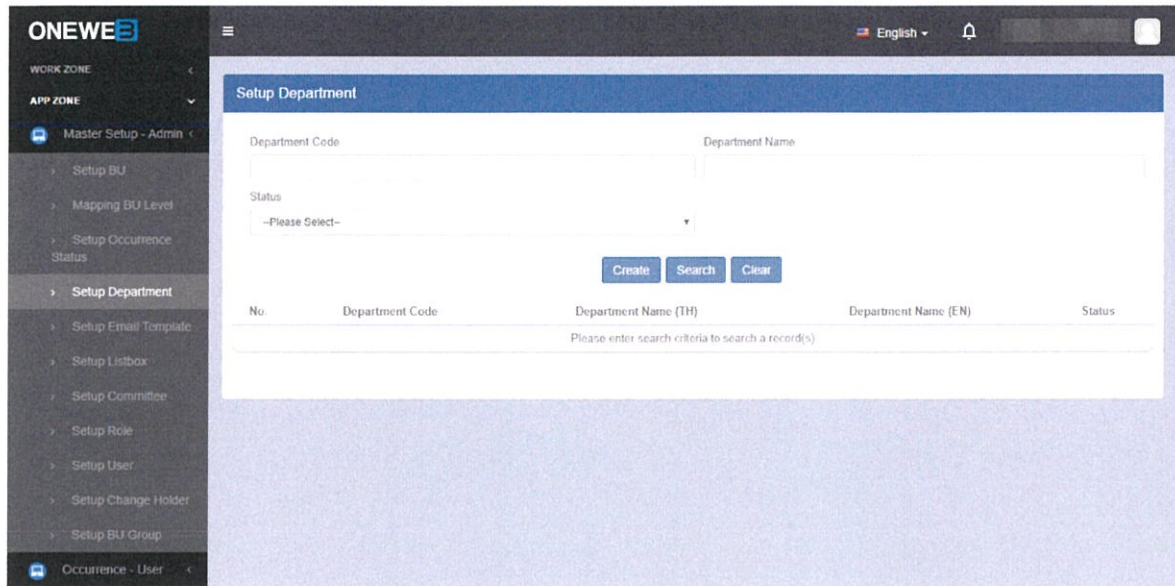 ONEWEB
English
WORK ZONE
APP ZONE
Master Setup - Admin
Setup BU
Mapping BU Level
Setup Occurrence
Status
Setup Department
Setup Email Template
Setup Listbox
Setup Committee
Setup Role
Setup User
Setup Change Holder
Setup BU Group
Occurrence - User
Setup Department
Department Code
Department Name
Status
--Please Select--
Create Search Clear
No. Department Code Department Name (TH) Department Name (EN) Status
Please enter search criteria to search a record(s)